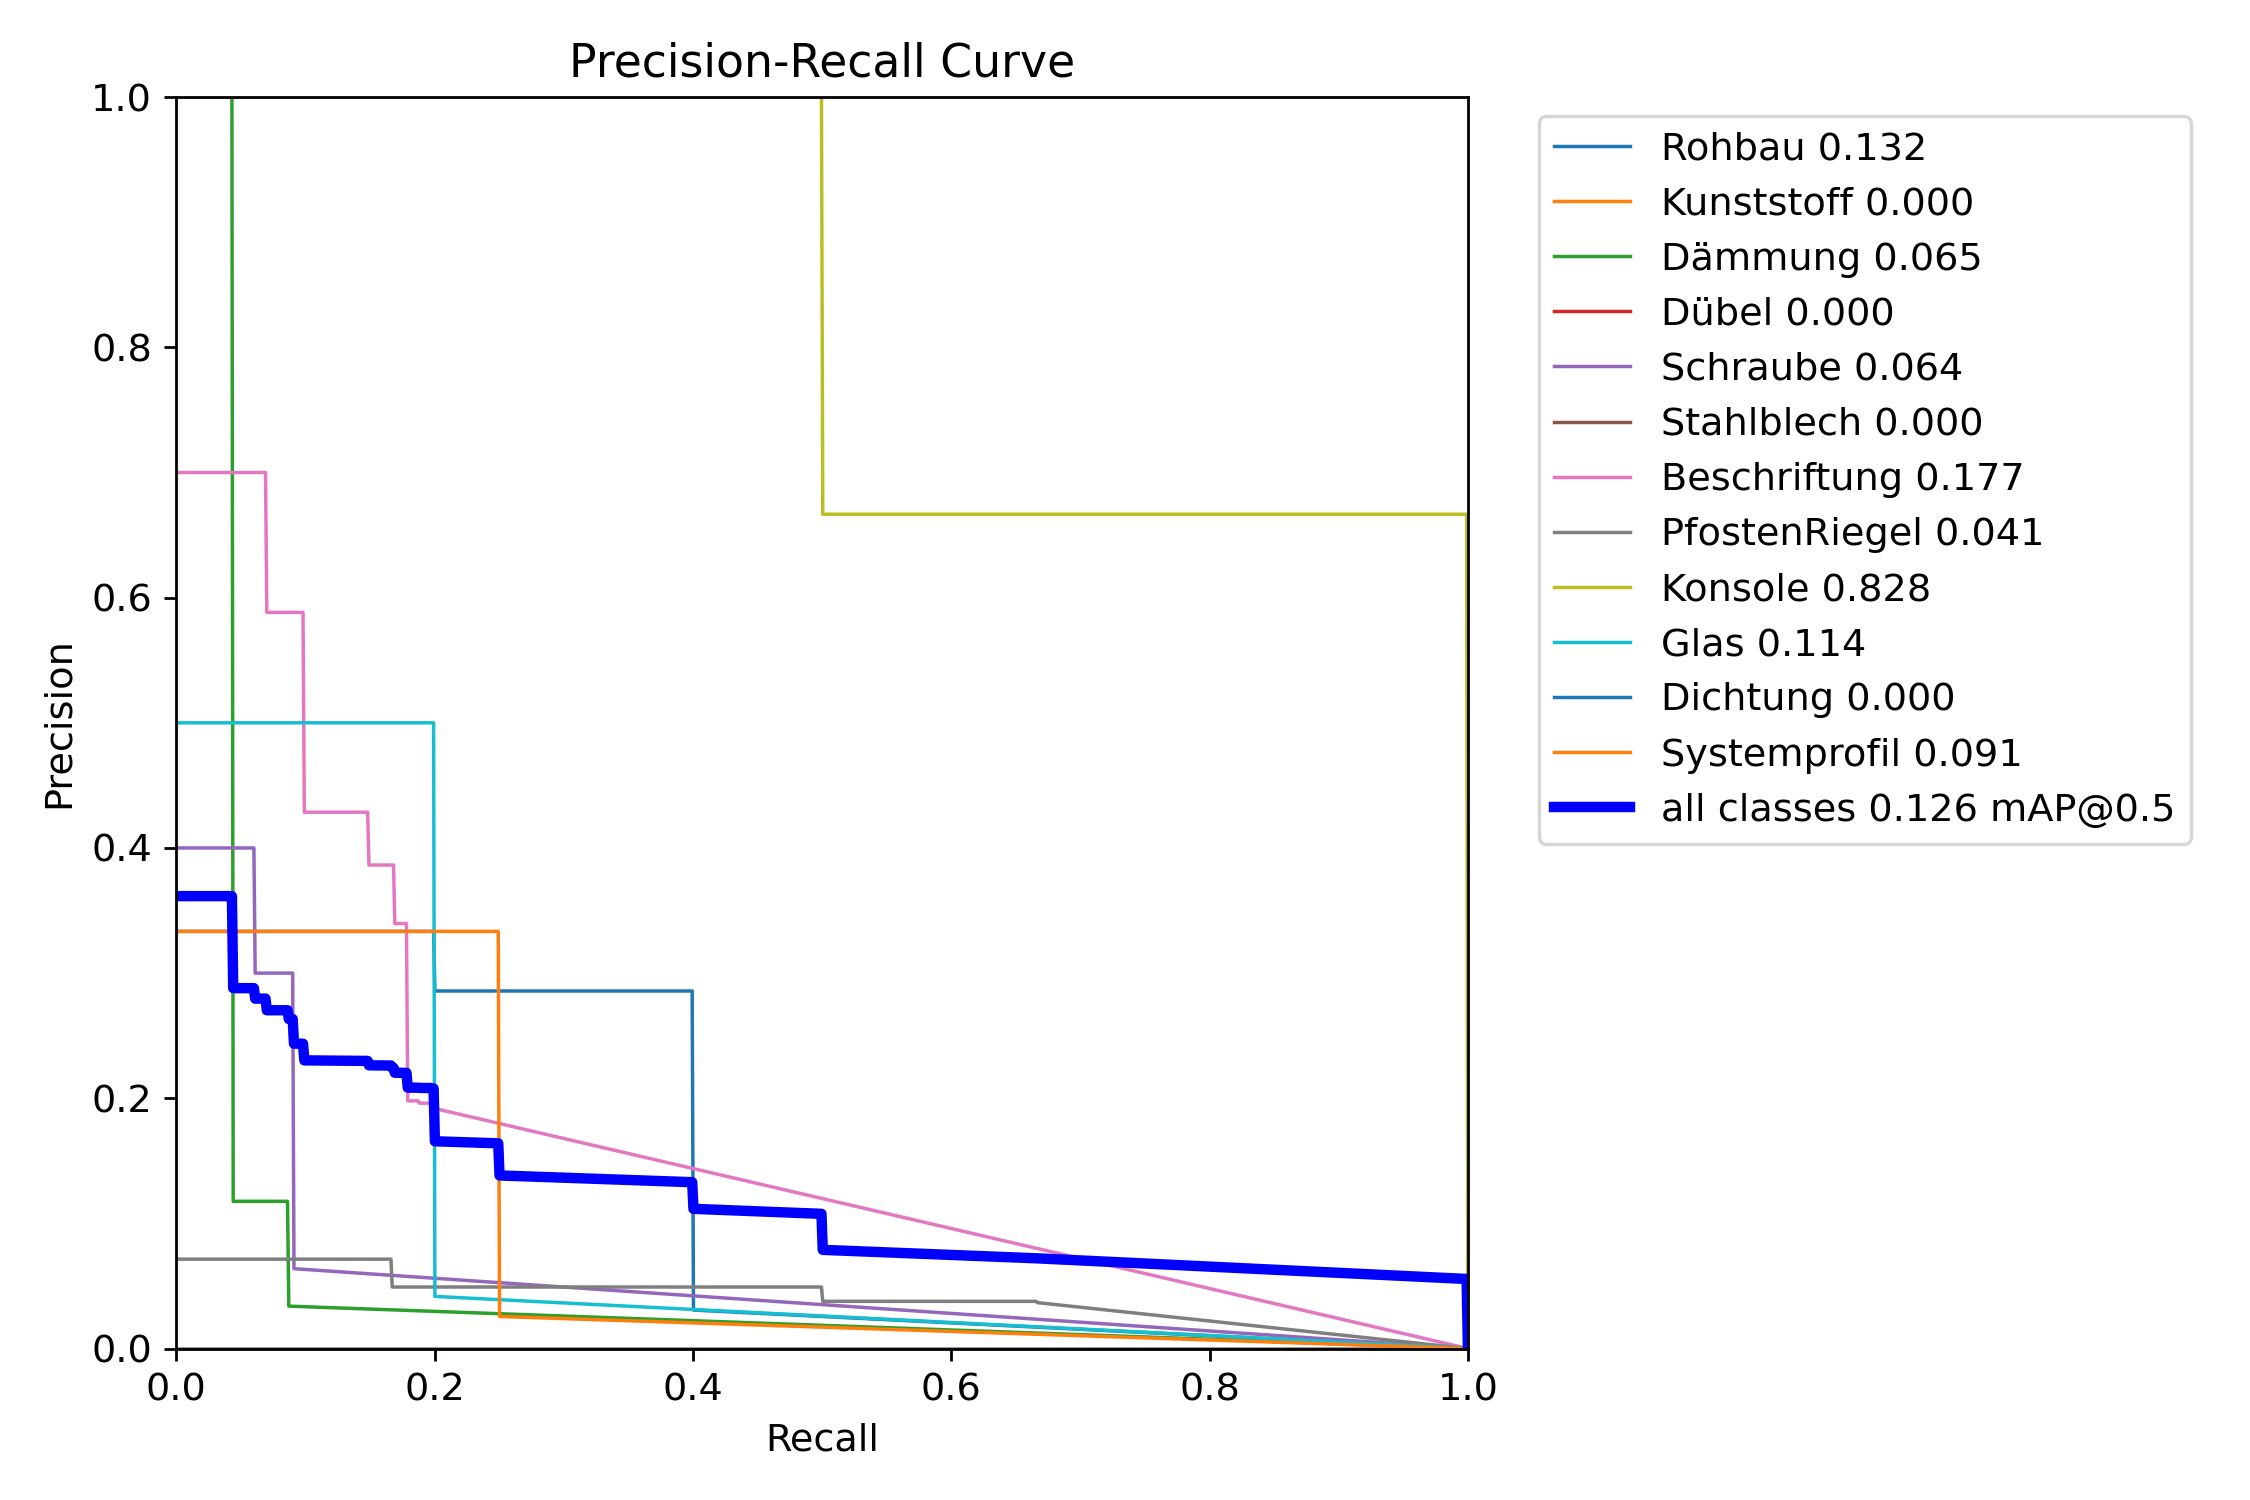 Precision-Recall Curve
1.0
0.8
0.6
0.4
0.2
0.0
Precision
0.0 0.2 0.4 0.6 0.8 1.0
Recall
Rohbau 0.132
Kunststoff 0.000
Dämmung 0.065
Dübel 0.000
Schraube 0.064
Stahlblech 0.000
Beschriftung 0.177
PfostenRiegel 0.041
Konsole 0.828
Glas 0.114
Dichtung 0.000
Systemprofil 0.091
all classes 0.126 mAP@0.5